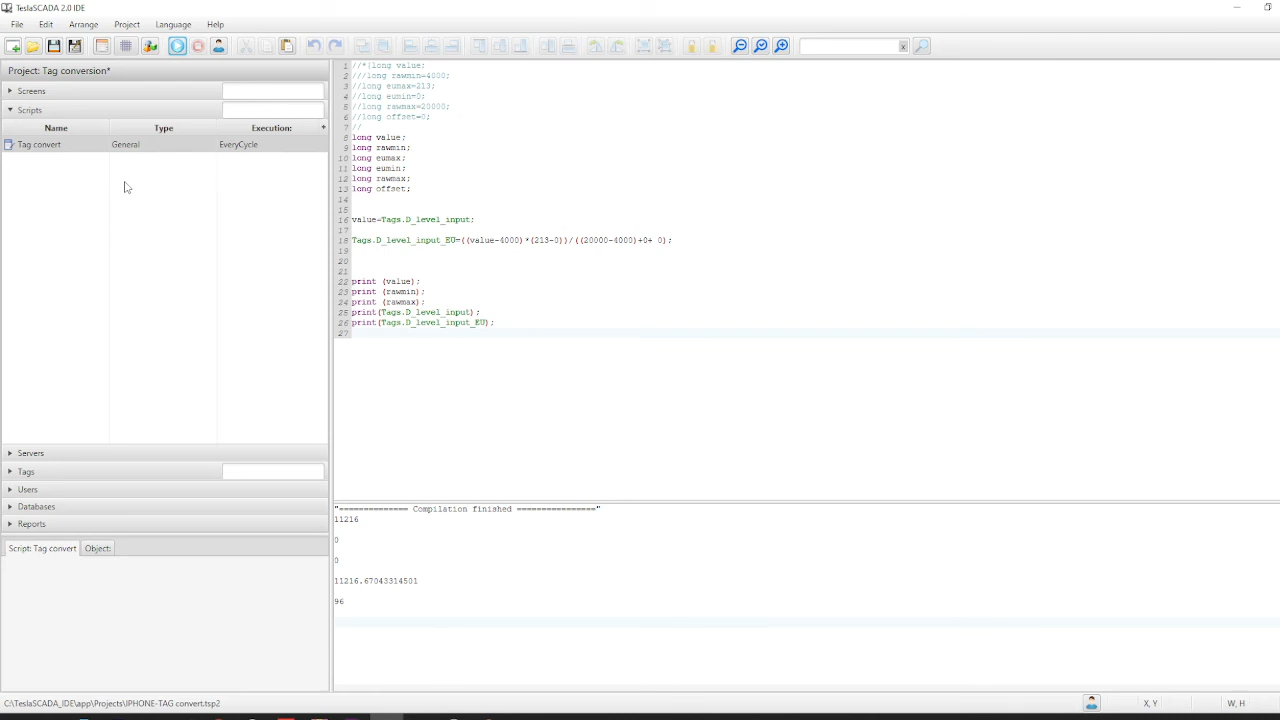 TeslaSCADA 2.0 IDE
File Edit Arrange Project Language Help
x
Project: Tag conversion*
Screens
Scripts
Name Type Execution: +
Tag convert General EveryCycle
Servers
Tags
Users
Databases
Reports
Script: Tag convert Object:
1 //*|long value;
2 ///long rawmin=4000;
3 //long eumax=213;
4 //long eumin=0;
5 //long rawmax=20000;
6 //long offset=0;
7 //
8 long value;
9 long rawmin;
10 long eumax;
11 long eumin;
12 long rawmax;
13 long offset;
14
15
16 value=Tags.D_level_input;
17
18 Tags.D_level_input_EU=((value-4000)*(213-0))/((20000-4000)+0+ 0);
19
20
21
22 print (value);
23 print (rawmin);
24 print (rawmax);
25 print(Tags.D_level_input);
26 print(Tags.D_level_input_EU);
27
"============== Compilation finished ================"
11216
0
0
11216.67043314501
96
C:\TeslaSCADA_IDE\app\Projects\IPHONE-TAG convert.tsp2
X, Y W, H